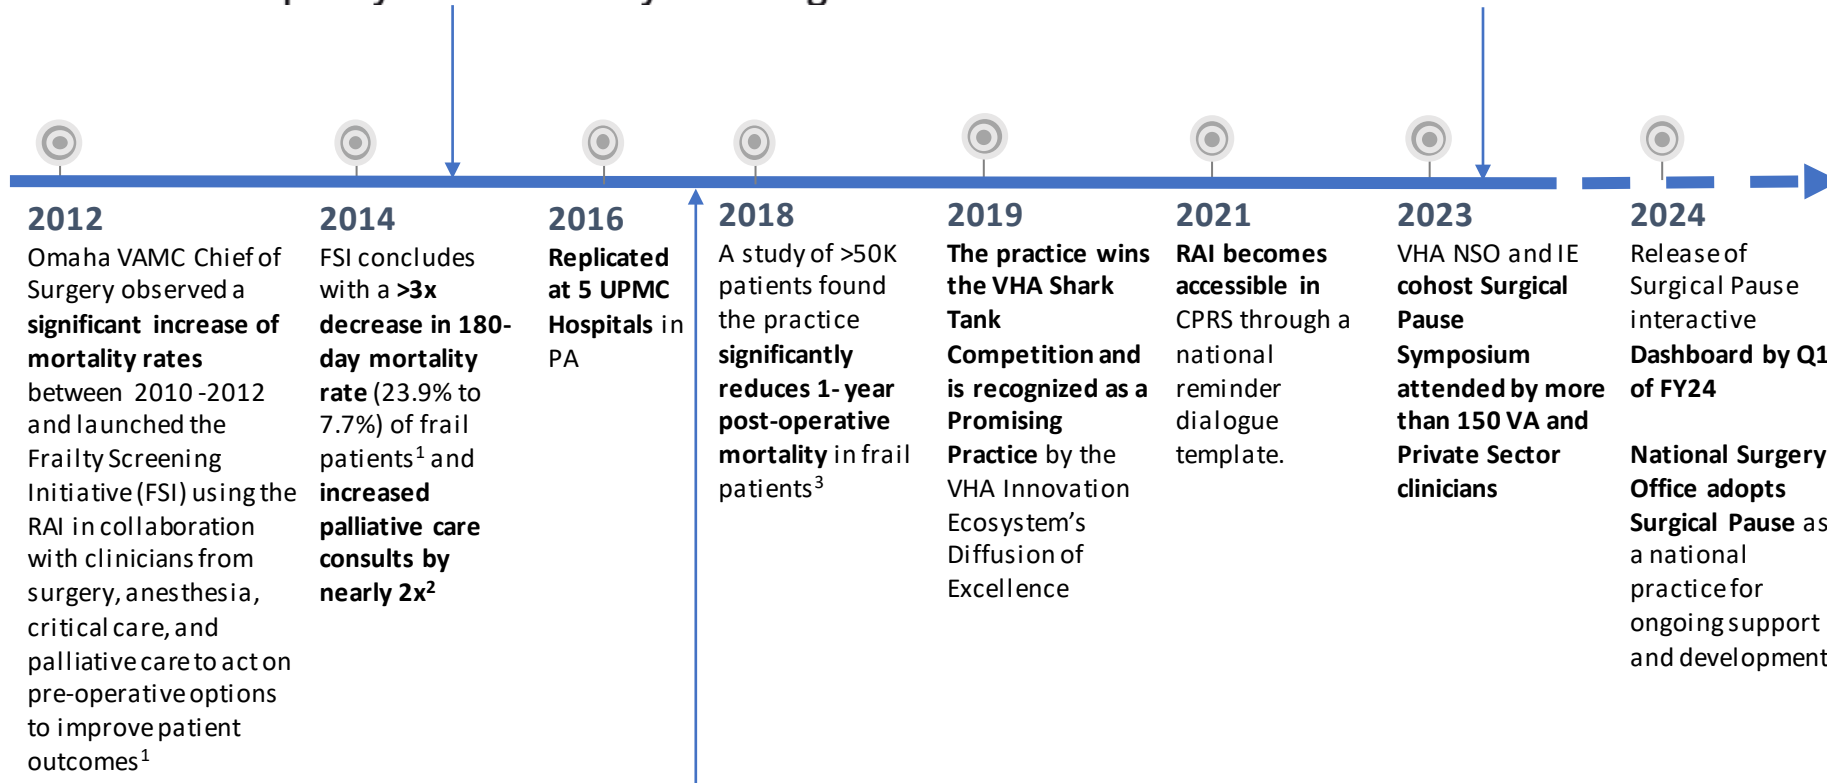 2012
Omaha VAMC Chief of
Surgery observed a
significant increase of
mortality rates
between 2010 -2012
and launched the
Frailty Screening
Initiative (FSI) using the
RAI in collaboration
with clinicians from
surgery, anesthesia,
critical care, and
palliative care to act on
pre-operative options
to improve patient
outcomes¹
2014
FSI concludes
with a >3x
decrease in 180-
day mortality
rate (23.9% to
7.7%) of frail
patients¹ and
increased
palliative care
consults by
nearly 2x²
2016
Replicated
at 5 UPMC
Hospitals in
PA
2018
A study of >50K
patients found
the practice
significantly
reduces 1-year
post-operative
mortality in frail
patients³
2019
The practice wins
the VHA Shark
Tank
Competition and
is recognized as a
Promising
Practice by the
VHA Innovation
Ecosystem's
Diffusion of
Excellence
2021
RAI becomes
accessible in
CPRS through a
national
reminder
dialogue
template.
2023
VHA NSO and IE
cohost Surgical
Pause
Symposium
attended by more
than 150 VA and
Private Sector
clinicians
2024
Release of
Surgical Pause
interactive
Dashboard by Q1
of FY24
National Surgery
Office adopts
Surgical Pause as
a national
practice for
ongoing support
and development